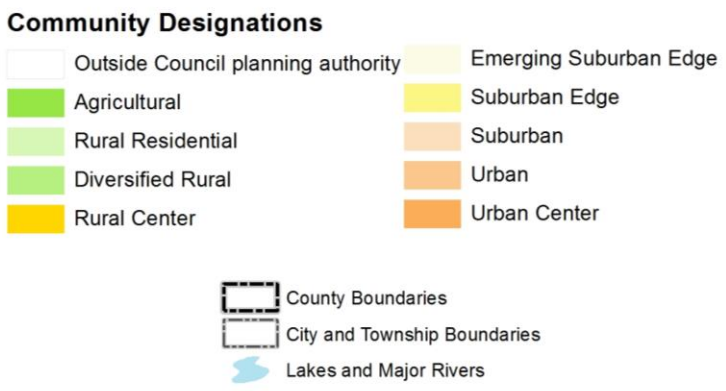 Community Designations
Outside Council planning authority
Agricultural
Rural Residential
Diversified Rural
Rural Center
Emerging Suburban Edge
Suburban Edge
Suburban
Urban
Urban Center
County Boundaries
City and Township Boundaries
Lakes and Major Rivers